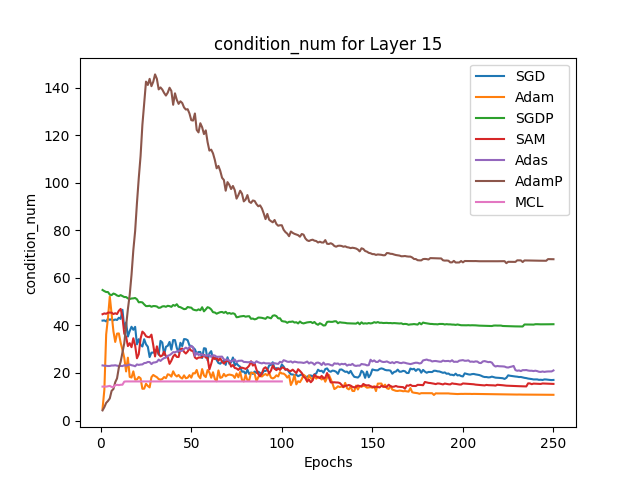 condition_num for Layer 15
condition_num
140
120
100
80
60
40
20
0
SGD
Adam
SGDP
SAM
Adas
AdamP
MCL
0 50 100 150 200 250
Epochs